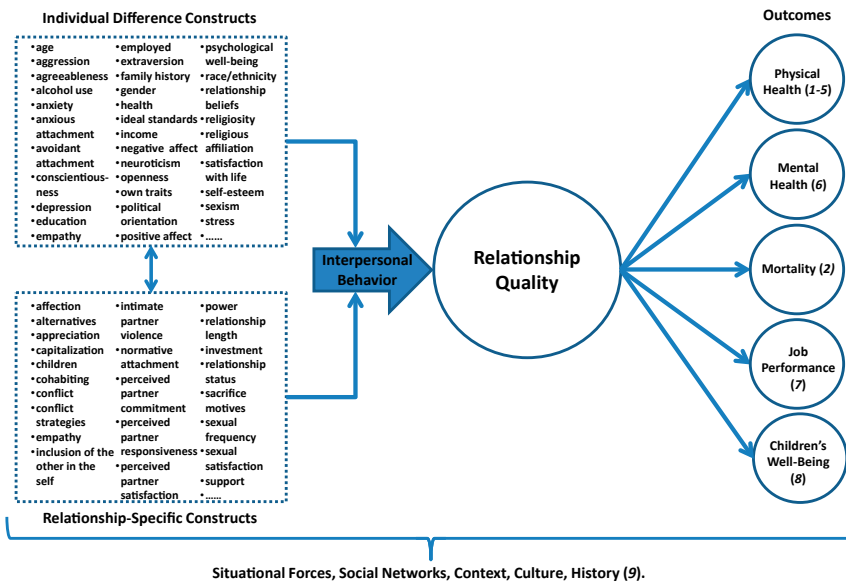 Individual Difference Constructs
•age
•aggression
•agreeableness
•alcohol use
•anxiety
•anxious
attachment
•avoidant
attachment
•conscientious-
ness
•depression
•education
•empathy
•employed
•extraversion
•family history
•gender
•health
•ideal standards
•income
•negative affect
•neuroticism
•openness
•own traits
•political
orientation
•positive affect
•psychological
well-being
•race/ethnicity
•relationship
beliefs
•religiosity
•religious
affiliation
•satisfaction
with life
•self-esteem
•sexism
•stress
•……
•affection
•alternatives
•appreciation
•capitalization
•children
•cohabiting
•conflict
•conflict
strategies
•empathy
•inclusion of the
other in the
self
•intimate
partner
violence
•normative
attachment
•perceived
partner
commitment
•perceived
partner
responsiveness
•perceived
partner
satisfaction
•power
•relationship
length
•investment
•relationship
status
•sacrifice
motives
•sexual
frequency
•sexual
satisfaction
•support
•……
Relationship-Specific Constructs
Interpersonal
Behavior
Relationship
Quality
Outcomes
Physical
Health (1-5)
Mental
Health (6)
Mortality (2)
Job
Performance
(7)
Children’s
Well-Being
(8)
Situational Forces, Social Networks, Context, Culture, History (9).